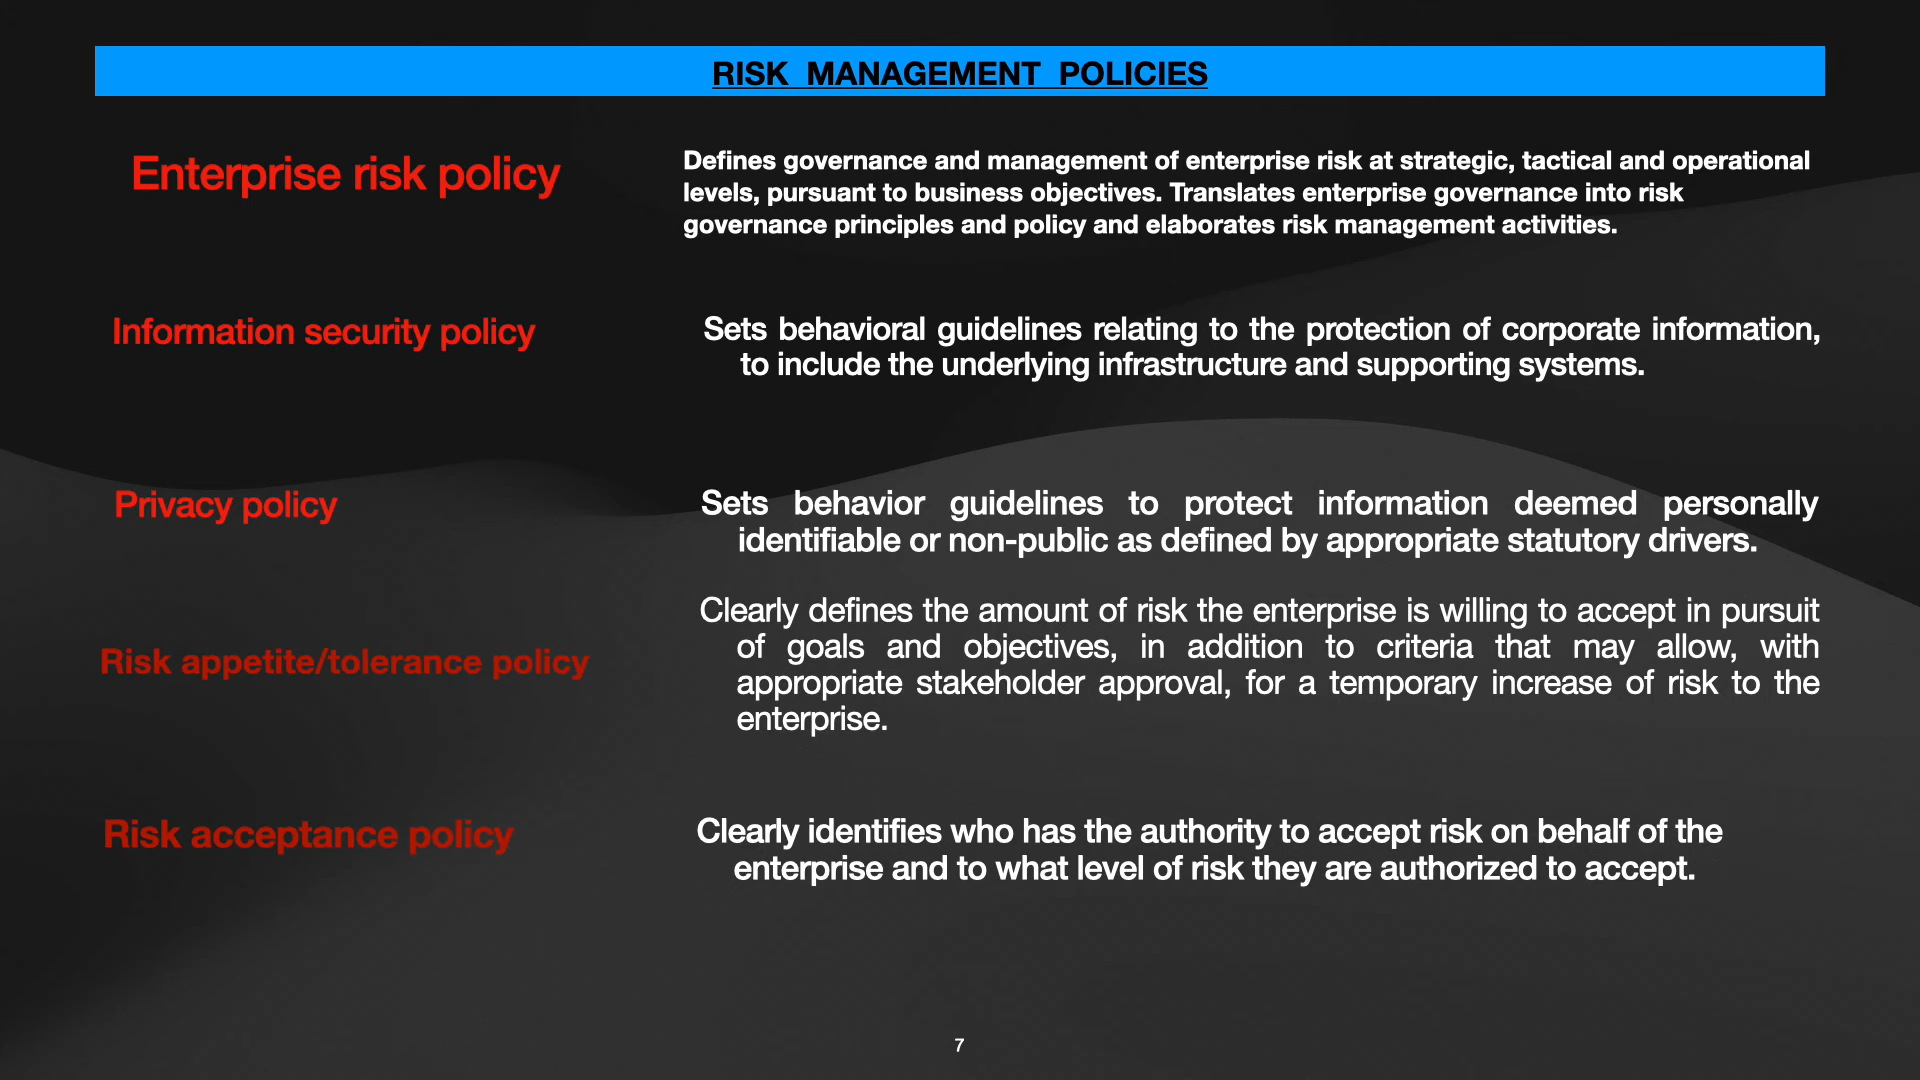 RISK MANAGEMENT POLICIES
Enterprise risk policy
Defines governance and management of enterprise risk at strategic, tactical and operational
levels, pursuant to business objectives. Translates enterprise governance into risk
governance principles and policy and elaborates risk management activities.
Information security policy
Sets behavioral guidelines relating to the protection of corporate information,
to include the underlying infrastructure and supporting systems.
Privacy policy
Sets behavior guidelines to protect information deemed personally
identifiable or non-public as defined by appropriate statutory drivers.
Risk appetite/tolerance policy
Clearly defines the amount of risk the enterprise is willing to accept in pursuit
of goals and objectives, in addition to criteria that may allow, with
appropriate stakeholder approval, for a temporary increase of risk to the
enterprise.
Risk acceptance policy
Clearly identifies who has the authority to accept risk on behalf of the
enterprise and to what level of risk they are authorized to accept.
7